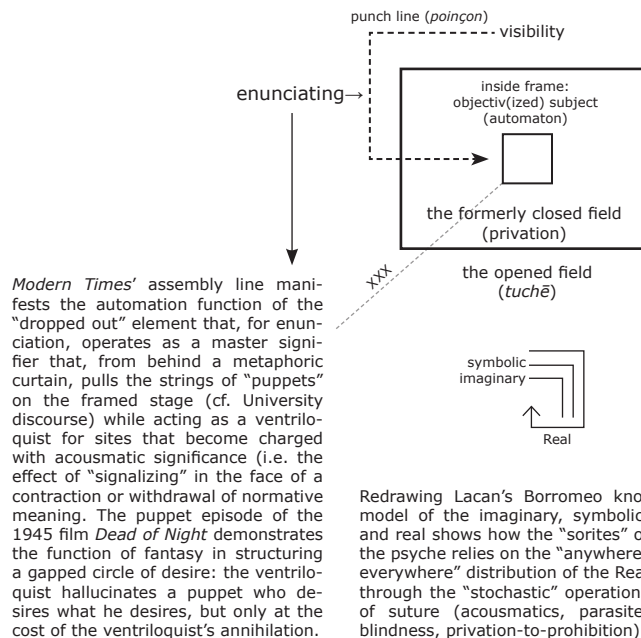 punch line (poinçon)
visibility
enunciating→
inside frame:
objectiv(ized) subject
(automaton)
the formerly closed field
(privation)
xxx
the opened field
(tuchē)
symbolic
imaginary
Real
Modern Times’ assembly line mani-
fests the automation function of the
“dropped out” element that, for enun-
ciation, operates as a master signi-
fier that, from behind a metaphoric
curtain, pulls the strings of “puppets”
on the framed stage (cf. University
discourse) while acting as a ventrilo-
quist for sites that become charged
with acousmatic significance (i.e. the
effect of “signalizing” in the face of a
contraction or withdrawal of normative
meaning. The puppet episode of the
1945 film Dead of Night demonstrates
the function of fantasy in structuring
a gapped circle of desire: the ventrilo-
quist hallucinates a puppet who de-
sires what he desires, but only at the
cost of the ventriloquist’s annihilation.
Redrawing Lacan’s Borromeo kno
model of the imaginary, symbolic
and real shows how the “sorites” o
the psyche relies on the “anywhere
everywhere” distribution of the Rea
through the “stochastic” operation
of suture (acousmatics, parasite
blindness, privation-to-prohibition)